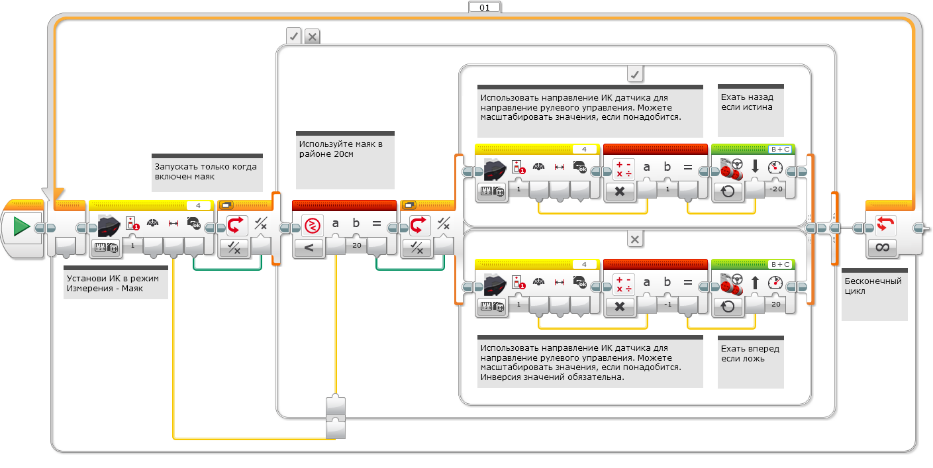 01
Использовать направление ИК датчика для
направление рулевого управления. Можете
масштабировать значения, если понадобится.
Ехать назад
если истина
Используйте маяк в
районе 20см
Запускать только когда
включен маяк
4
B + C
a b =
1
1
-20
4
1
a b =
< 20
Установи ИК в режим
Измерения - Маяк
4
B + C
a b =
1
-1
20
Бесконечный
цикл
Использовать направление ИК датчика для
направление рулевого управления. Можете
масштабировать значения, если понадобится.
Инверсия значений обязательна.
Ехать вперед
если ложь